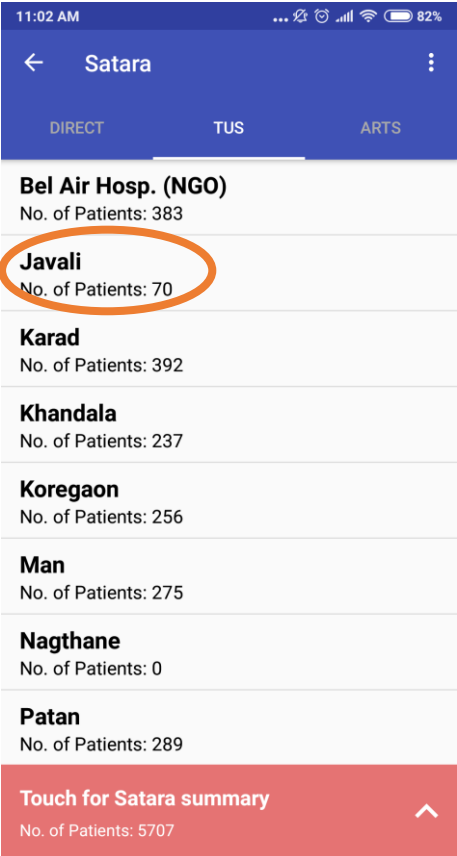 11:02 AM ... 82%
Satara
DIRECT TUS ARTS
Bel Air Hosp. (NGO)
No. of Patients: 383
Javali
No. of Patients: 70
Karad
No. of Patients: 392
Khandala
No. of Patients: 237
Koregaon
No. of Patients: 256
Man
No. of Patients: 275
Nagthane
No. of Patients: 0
Patan
No. of Patients: 289
Touch for Satara summary
No. of Patients: 5707